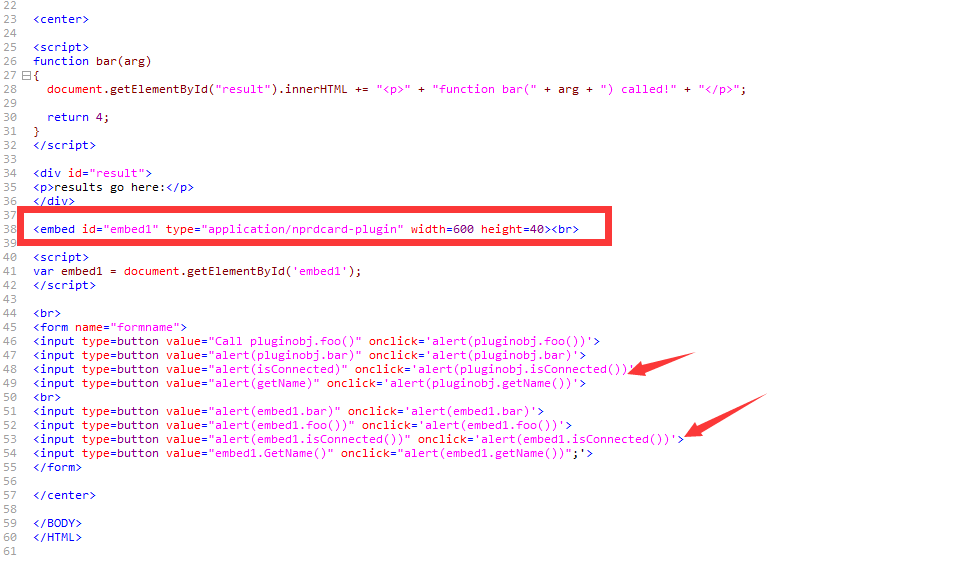 22
23 <center>
24
25 <script>
26 function bar(arg)
27 {
28 document.getElementById("result").innerHTML += "<p>" + "function bar(" + arg + ") called!" + "</p>";
29
30 return 4;
31 }
32 </script>
33
34 <div id="result">
35 <p>results go here:</p>
36 </div>
37
38 <embed id="embed1" type="application/nprdcard-plugin" width=600 height=40><br>
39
40 <script>
41 var embed1 = document.getElementById('embed1');
42 </script>
43
44 <br>
45 <form name="formname">
46 <input type=button value="Call pluginobj.foo()" onclick='alert(pluginobj.foo())'>
47 <input type=button value="alert(pluginobj.bar)" onclick='alert(pluginobj.bar)'>
48 <input type=button value="alert(isConnected)" onclick='alert(pluginobj.isConnected())'
49 <input type=button value="alert(getName)" onclick='alert(pluginobj.getName())'>
50 <br>
51 <input type=button value="alert(embed1.bar)" onclick='alert(embed1.bar)'>
52 <input type=button value="alert(embed1.foo())" onclick='alert(embed1.foo())'>
53 <input type=button value="alert(embed1.isConnected())" onclick='alert(embed1.isConnected())'>
54 <input type=button value="embed1.GetName()" onclick="alert(embed1.getName())";'>
55 </form>
56
57 </center>
58
59 </BODY>
60 </HTML>
61